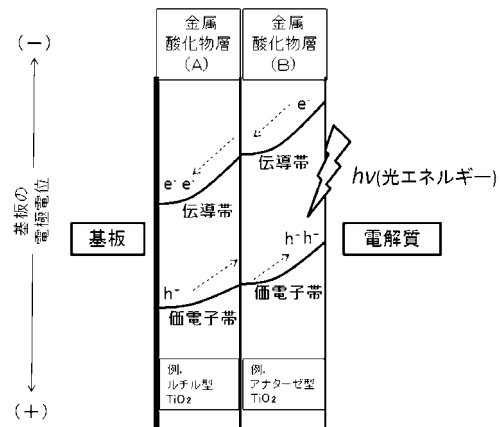 金属
酸化物層
(A)
金属
酸化物層
(B)
(－)
e⁻
伝導帯
e⁻ e⁻
伝導帯
hν(光エネルギー)
基板の
電極電位
基板
h⁺h⁺
電解質
h⁺
価電子帯
価電子帯
例．
ルチル型
TiO₂
例．
アナターゼ型
TiO₂
(＋)